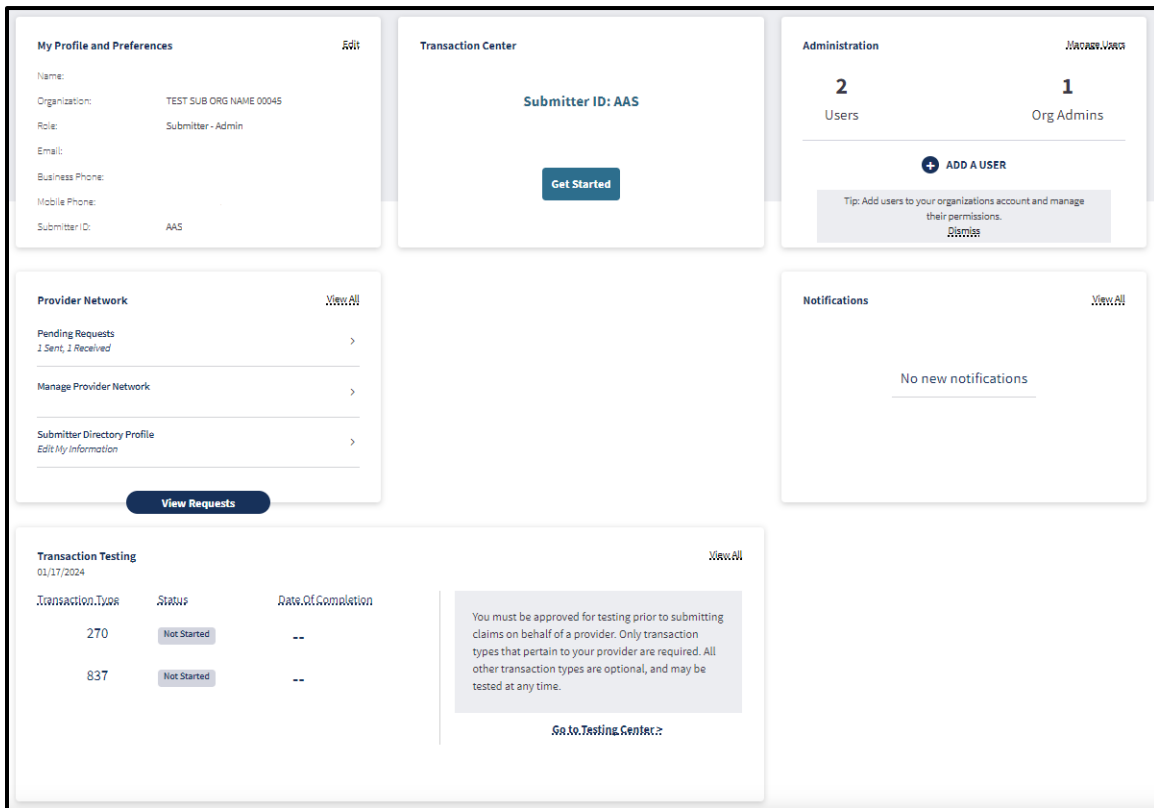 My Profile and Preferences Edit
Name:
Organization: TEST SUB ORG NAME 00045
Role: Submitter - Admin
Email:
Business Phone:
Mobile Phone:
Submitter ID: AAS
Transaction Center
Submitter ID: AAS
Get Started
Administration Manage Users
2 1
Users Org Admins
+ ADD A USER
Tip: Add users to your organizations account and manage
their permissions.
Dismiss
Provider Network View All
Pending Requests
1 Sent, 1 Received
Manage Provider Network
Submitter Directory Profile
Edit My Information
View Requests
Notifications View All
No new notifications
Transaction Testing View All
01/17/2024
Transaction Type Status Date Of Completion
270 Not Started --
837 Not Started --
You must be approved for testing prior to submitting
claims on behalf of a provider. Only transaction
types that pertain to your provider are required. All
other transaction types are optional, and may be
tested at any time.
Go to Testing Center >